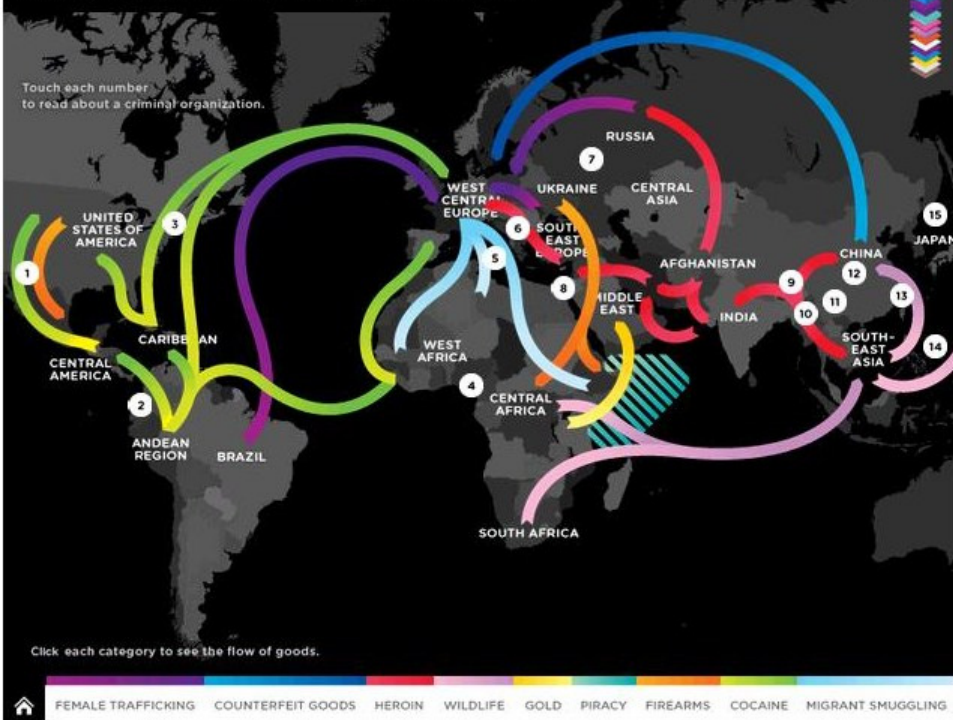 Touch each number
to read about a criminal organization.
RUSSIA
7
WEST
CENTRAL
EUROPE
UKRAINE
CENTRAL
ASIA
UNITED
STATES OF
AMERICA
3
15
JAPAN
6
SOUTH
EAST
EUROPE
5
AFGHANISTAN
CHINA
12
1
8
9
MIDDLE
EAST
13
11
10
INDIA
CARIBBEAN
WEST
AFRICA
SOUTH-
EAST
ASIA
14
CENTRAL
AMERICA
4
2
CENTRAL
AFRICA
ANDEAN
REGION
BRAZIL
SOUTH AFRICA
Click each category to see the flow of goods.
FEMALE TRAFFICKING COUNTERFEIT GOODS HEROIN WILDLIFE GOLD PIRACY FIREARMS COCAINE MIGRANT SMUGGLING